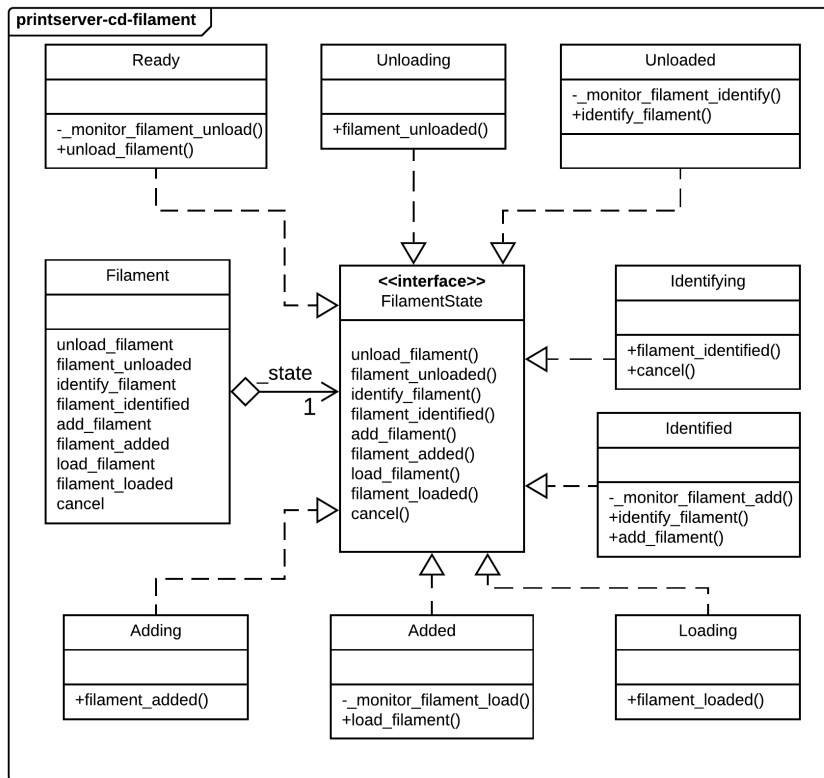 printserver-cd-filament
Ready
-_monitor_filament_unload()
+unload_filament()
Unloading
+filament_unloaded()
Unloaded
-_monitor_filament_identify()
+identify_filament()
Filament
unload_filament
filament_unloaded
identify_filament
filament_identified
add_filament
filament_added
load_filament
filament_loaded
cancel
_state
1
<<interface>>
FilamentState
unload_filament()
filament_unloaded()
identify_filament()
filament_identified()
add_filament()
filament_added()
load_filament()
filament_loaded()
cancel()
Identifying
+filament_identified()
+cancel()
Identified
-_monitor_filament_add()
+identify_filament()
+add_filament()
Adding
+filament_added()
Added
-_monitor_filament_load()
+load_filament()
Loading
+filament_loaded()